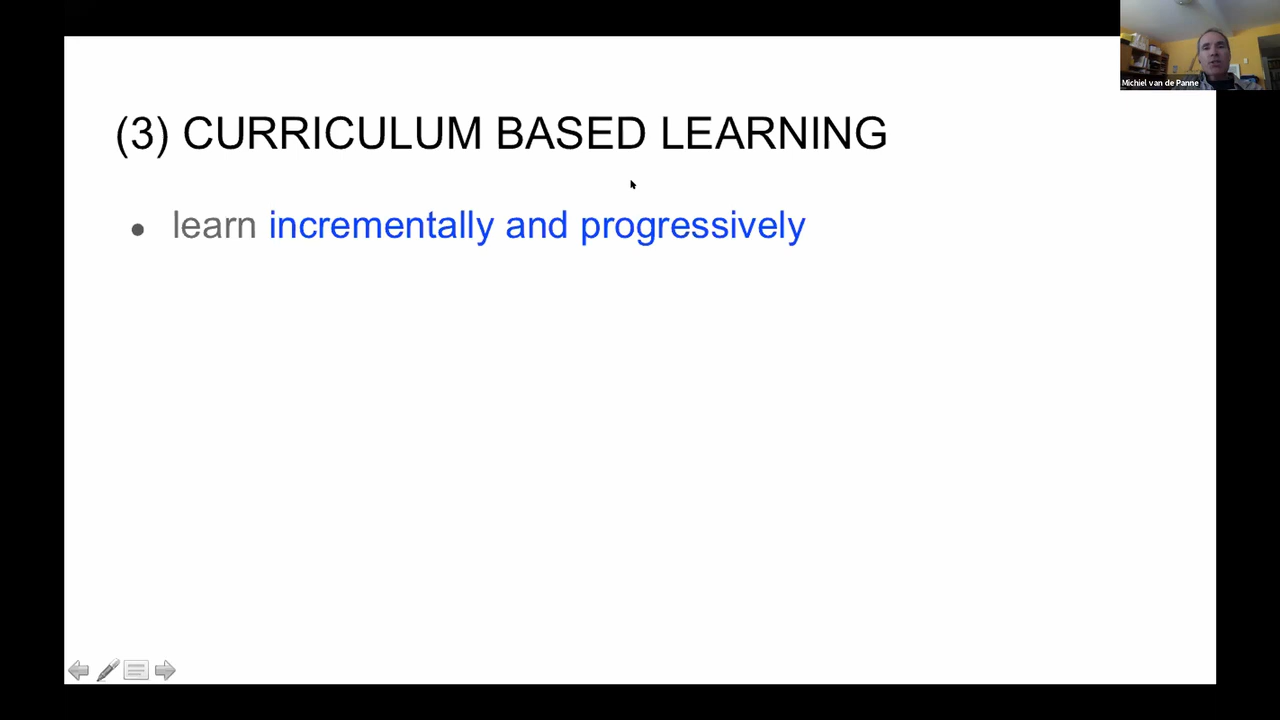 Michiel van de Panne
(3) CURRICULUM BASED LEARNING
● learn incrementally and progressively